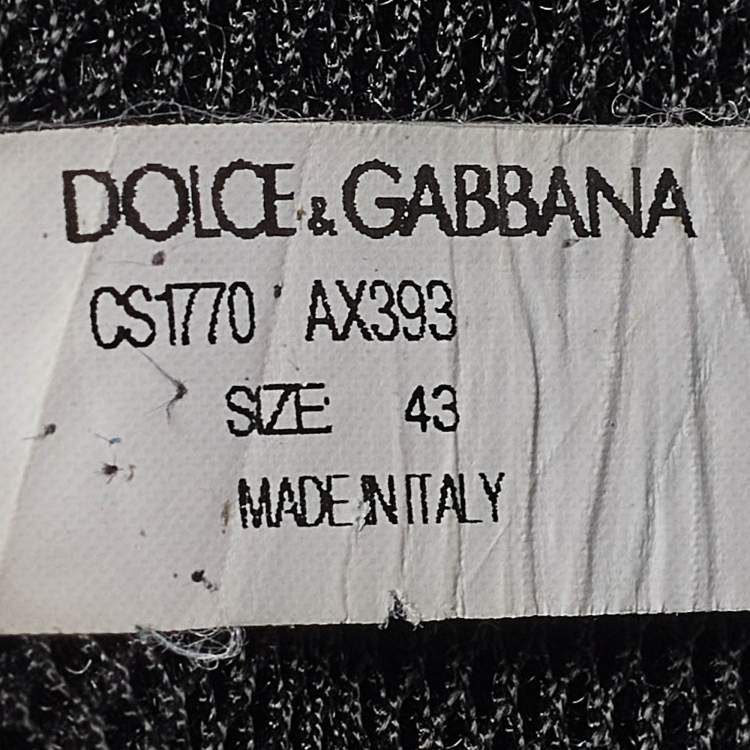 DOLCE & GABBANA
CS1770 AX393
SIZE: 43
MADE IN ITALY